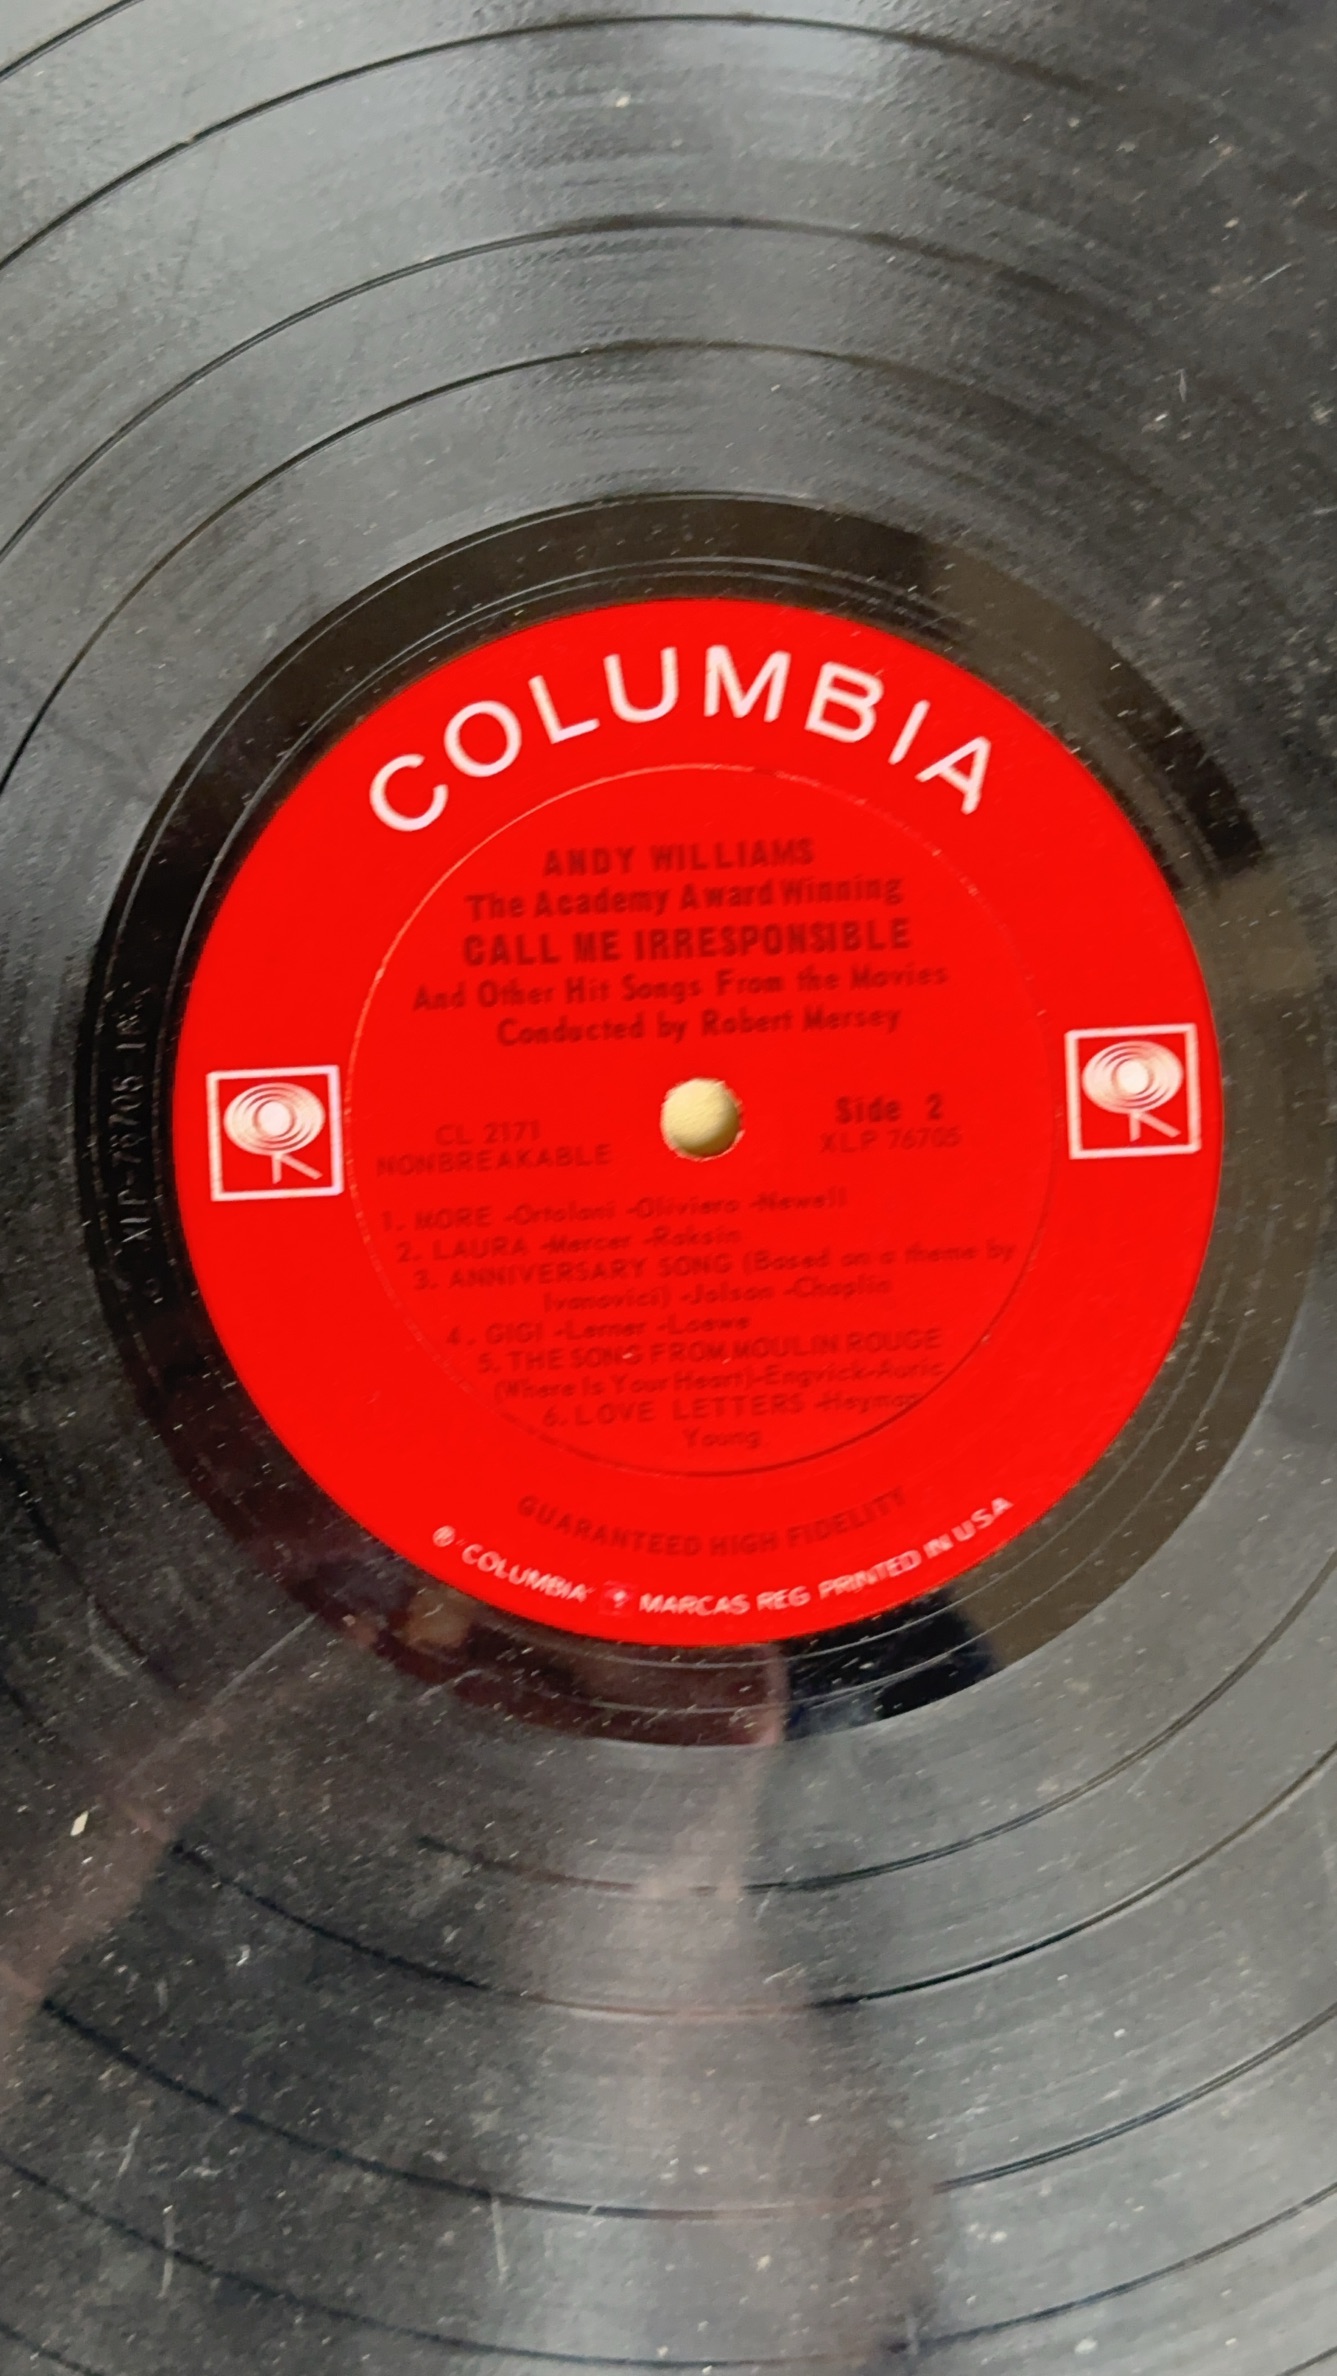 COLUMBIA
ANDY WILLIAMS
The Academy Award Winning
CALL ME IRRESPONSIBLE
And Other Hit Songs From the Movies
Conducted by Robert Mersey
CL 2171
NONBREAKABLE
Side 2
XLP 76705
1. MORE -Ortolani -Oliviero -Newell
2. LAURA -Mercer -Raksin
3. ANNIVERSARY SONG (Based on a theme by
Ivanovici) -Jolson -Chaplin
4. GIGI -Lerner -Loewe
5. THE SONG FROM MOULIN ROUGE
(Where Is Your Heart)-Engvick-Auric
6. LOVE LETTERS -Heyman
Young
GUARANTEED HIGH FIDELITY
® "COLUMBIA" MARCAS REG PRINTED IN U S A
XLP-76705